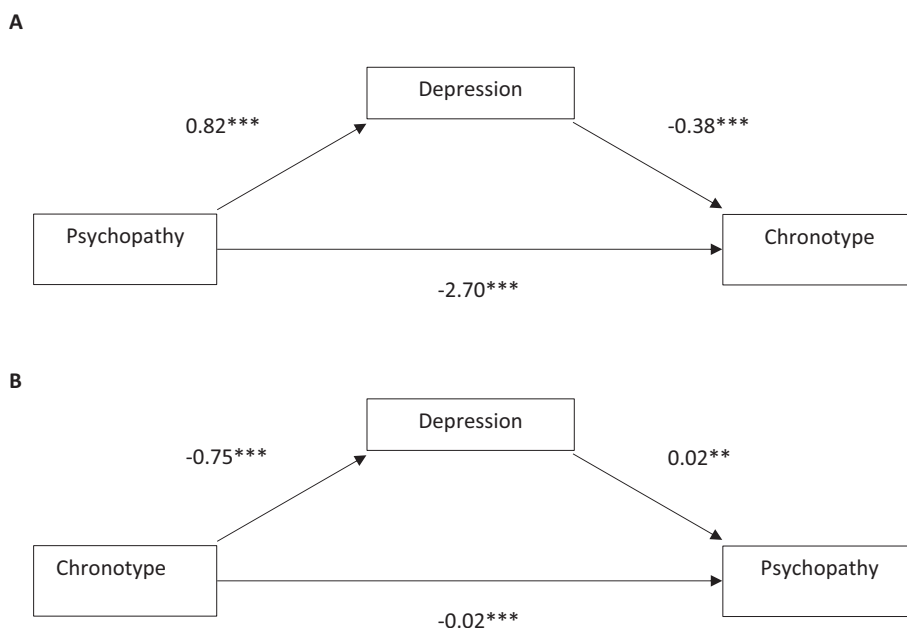 A
Depression
0.82***
-0.38***
Psychopathy
Chronotype
-2.70***
B
Depression
-0.75***
0.02**
Chronotype
Psychopathy
-0.02***